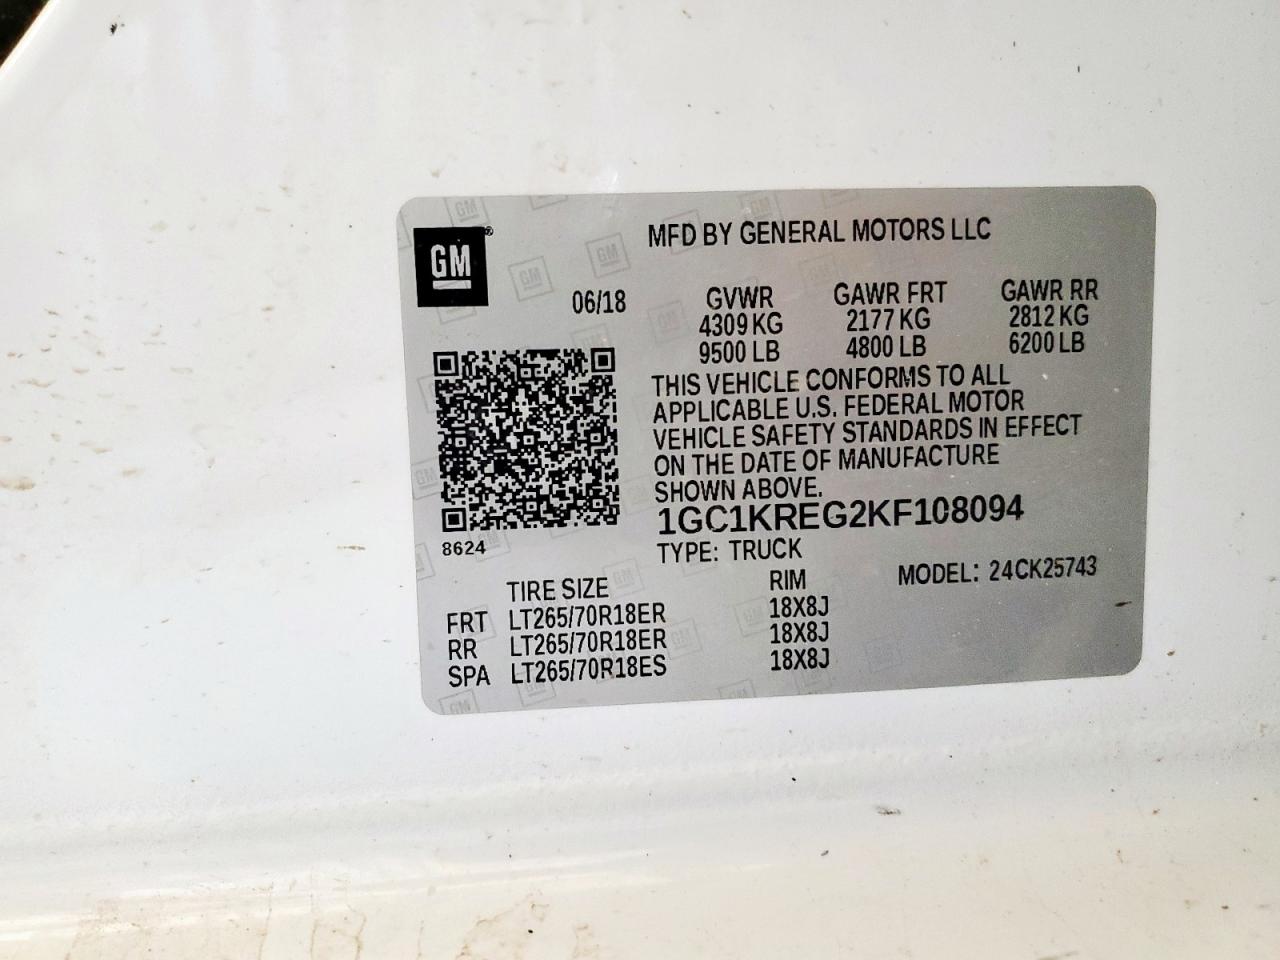 GM®
MFD BY GENERAL MOTORS LLC
06/18
GVWR GAWR FRT GAWR RR
4309 KG 2177 KG 2812 KG
9500 LB 4800 LB 6200 LB
THIS VEHICLE CONFORMS TO ALL
APPLICABLE U.S. FEDERAL MOTOR
VEHICLE SAFETY STANDARDS IN EFFECT
ON THE DATE OF MANUFACTURE
SHOWN ABOVE.
1GC1KREG2KF108094
8624
TYPE: TRUCK
MODEL: 24CK25743
TIRE SIZE RIM
FRT LT265/70R18ER 18X8J
RR LT265/70R18ER 18X8J
SPA LT265/70R18ES 18X8J